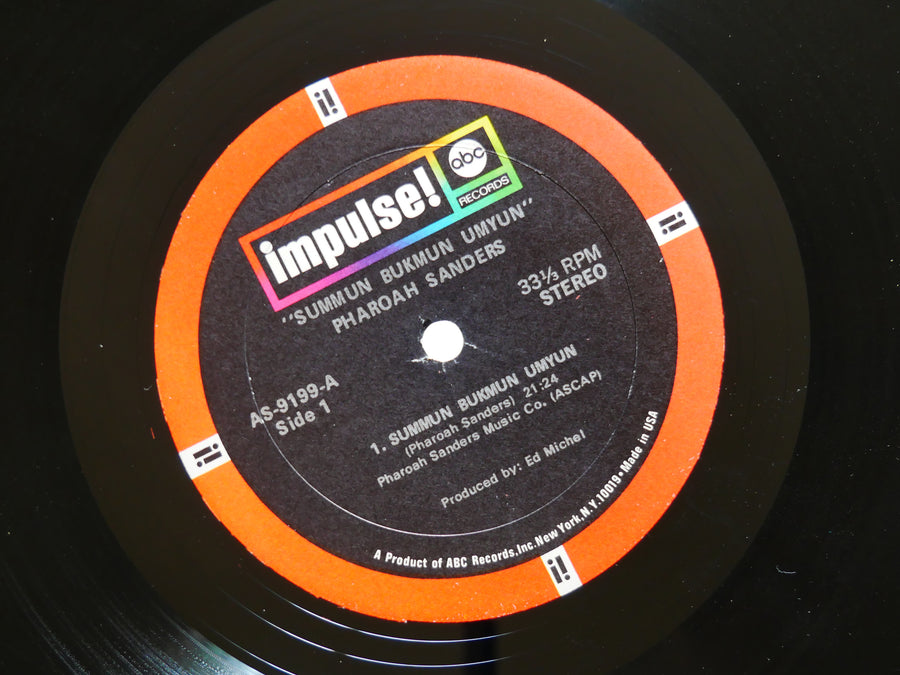 i!
i!
impulse!
abc
RECORDS
"SUMMUN BUKMUN UMYUN"
PHAROAH SANDERS
33⅓ RPM
STEREO
AS-9199-A
Side 1
1. SUMMUN BUKMUN UMYUN
(Pharoah Sanders) 21:24
Pharoah Sanders Music Co. (ASCAP)
Produced by: Ed Michel
A Product of ABC Records,Inc.New York,N.Y.10019•Made in USA
i!
i!